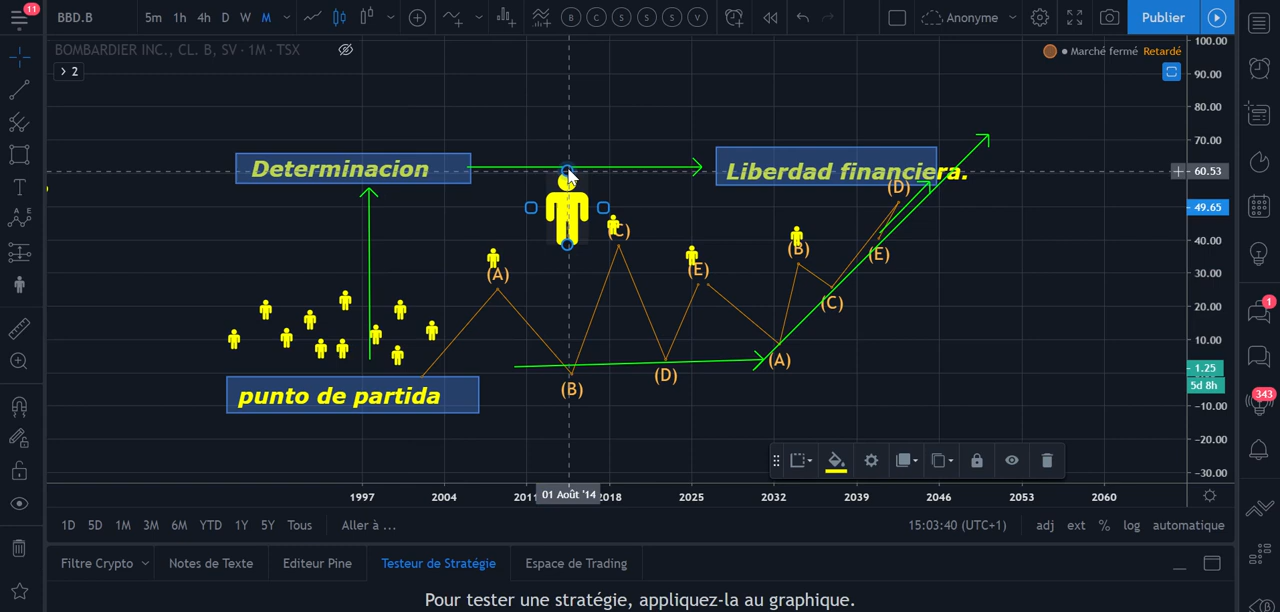 11
BBD.B
5m 1h 4h D W M
B C S S S V
Anonyme
Publier
BOMBARDIER INC., CL. B, SV · 1M · TSX
Marché fermé Retardé
2
100.00
90.00
80.00
70.00
60.53
49.65
40.00
30.00
20.00
10.00
1.25
5d 8h
-10.00
-20.00
-30.00
Determinacion
Liberdad financiera.
(D)
(C)
(B)
(E)
(A)
(E)
(C)
(A)
(D)
(B)
punto de partida
1
343
1997 2004 2011 01 Août '14 2018 2025 2032 2039 2046 2053 2060
1D 5D 1M 3M 6M YTD 1Y 5Y Tous Aller à ... 15:03:40 (UTC+1) adj ext % log automatique
Filtre Crypto Notes de Texte Editeur Pine Testeur de Stratégie Espace de Trading
Pour tester une stratégie, appliquez-la au graphique.